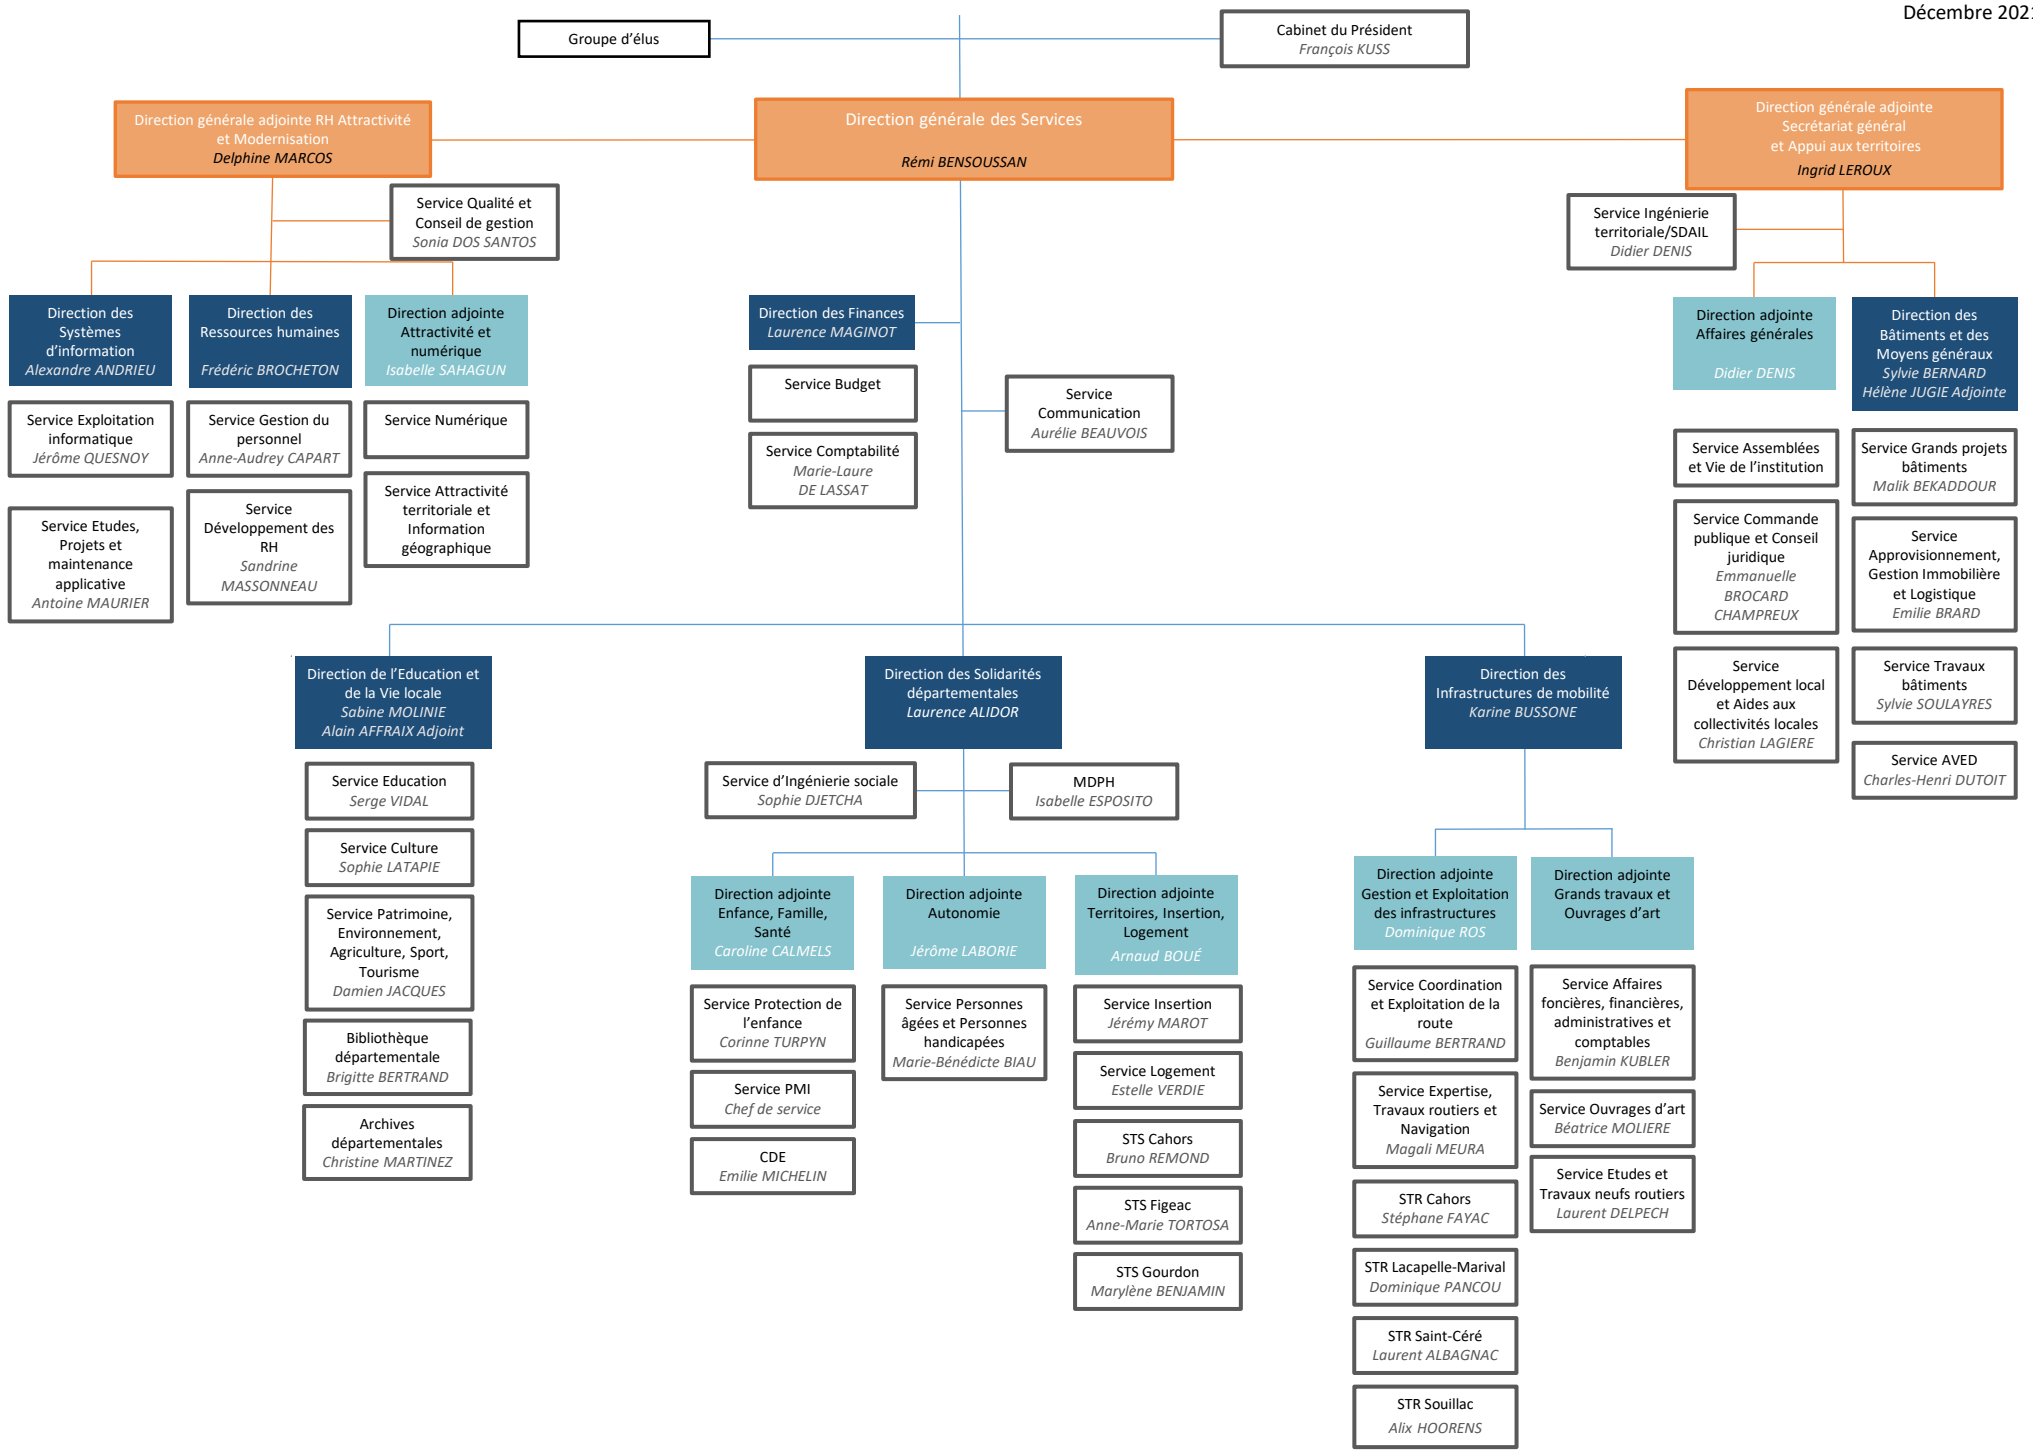 Décembre 2021
Groupe d’élus
Cabinet du Président
François KUSS
Direction générale adjointe RH Attractivité
et Modernisation
Delphine MARCOS
Direction générale des Services
Rémi BENSOUSSAN
Direction générale adjointe
Secrétariat général
et Appui aux territoires
Ingrid LEROUX
Service Qualité et
Conseil de gestion
Sonia DOS SANTOS
Service Ingénierie
territoriale/SDAIL
Didier DENIS
Direction des
Systèmes
d’information
Alexandre ANDRIEU
Direction des
Ressources humaines
Frédéric BROCHETON
Direction adjointe
Attractivité et
numérique
Isabelle SAHAGUN
Direction des Finances
Laurence MAGINOT
Direction adjointe
Affaires générales
Didier DENIS
Direction des
Bâtiments et des
Moyens généraux
Sylvie BERNARD
Hélène JUGIE Adjointe
Service Exploitation
informatique
Jérôme QUESNOY
Service Etudes,
Projets et
maintenance
applicative
Antoine MAURIER
Service Gestion du
personnel
Anne-Audrey CAPART
Service
Développement des
RH
Sandrine
MASSONNEAU
Service Numérique
Service Attractivité
territoriale et
Information
géographique
Service Budget
Service Comptabilité
Marie-Laure
DE LASSAT
Service
Communication
Aurélie BEAUVOIS
Service Assemblées
et Vie de l’institution
Service Commande
publique et Conseil
juridique
Emmanuelle
BROCARD
CHAMPREUX
Service
Développement local
et Aides aux
collectivités locales
Christian LAGIERE
Service Grands projets
bâtiments
Malik BEKADDOUR
Service
Approvisionnement,
Gestion Immobilière
et Logistique
Emilie BRARD
Service Travaux
bâtiments
Sylvie SOULAYRES
Service AVED
Charles-Henri DUTOIT
Direction de l’Education et
de la Vie locale
Sabine MOLINIE
Alain AFFRAIX Adjoint
Direction des Solidarités
départementales
Laurence ALIDOR
Direction des
Infrastructures de mobilité
Karine BUSSONE
Service Education
Serge VIDAL
Service Culture
Sophie LATAPIE
Service Patrimoine,
Environnement,
Agriculture, Sport,
Tourisme
Damien JACQUES
Bibliothèque
départementale
Brigitte BERTRAND
Archives
départementales
Christine MARTINEZ
Service d’Ingénierie sociale
Sophie DJETCHA
MDPH
Isabelle ESPOSITO
Direction adjointe
Enfance, Famille,
Santé
Caroline CALMELS
Direction adjointe
Autonomie
Jérôme LABORIE
Direction adjointe
Territoires, Insertion,
Logement
Arnaud BOUÉ
Service Protection de
l’enfance
Corinne TURPYN
Service PMI
Chef de service
CDE
Emilie MICHELIN
Service Personnes
âgées et Personnes
handicapées
Marie-Bénédicte BIAU
Service Insertion
Jérémy MAROT
Service Logement
Estelle VERDIE
STS Cahors
Bruno REMOND
STS Figeac
Anne-Marie TORTOSA
STS Gourdon
Marylène BENJAMIN
Direction adjointe
Gestion et Exploitation
des infrastructures
Dominique ROS
Direction adjointe
Grands travaux et
Ouvrages d’art
Service Coordination
et Exploitation de la
route
Guillaume BERTRAND
Service Expertise,
Travaux routiers et
Navigation
Magali MEURA
STR Cahors
Stéphane FAYAC
STR Lacapelle-Marival
Dominique PANCOU
STR Saint-Céré
Laurent ALBAGNAC
STR Souillac
Alix HOORENS
Service Affaires
foncières, financières,
administratives et
comptables
Benjamin KUBLER
Service Ouvrages d’art
Béatrice MOLIERE
Service Etudes et
Travaux neufs routiers
Laurent DELPECH